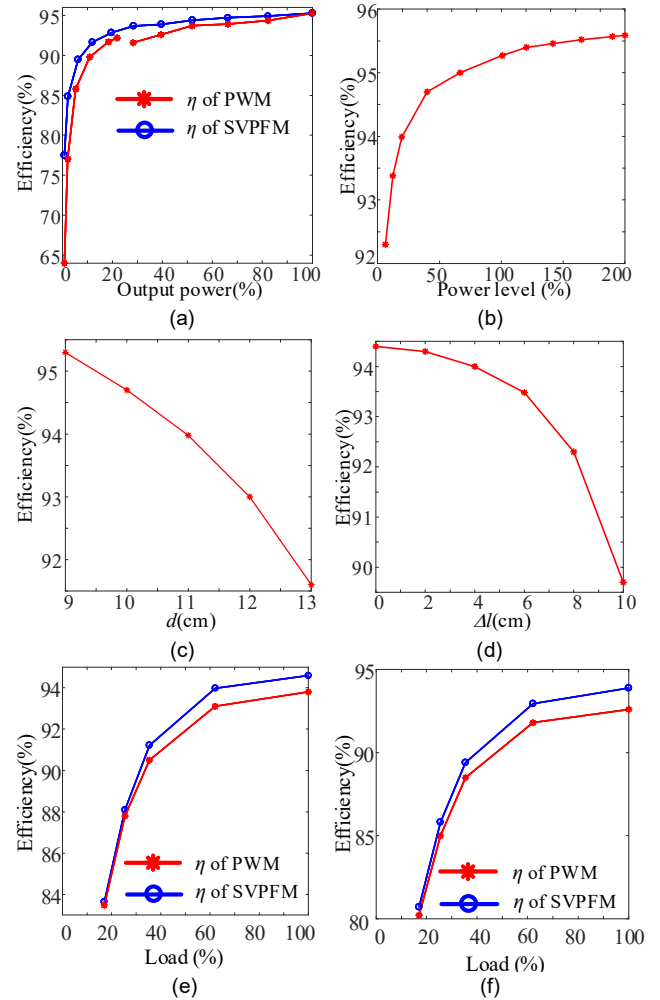 95
90
85
80
75
70
65
Efficiency(%)
η of PWM
η of SVPFM
0 20 40 60 80 100
Output power(%)
(a)
96
95
94
93
92
Efficiency(%)
0 50 100 150 200
Power level (%)
(b)
95
94
93
92
Efficiency(%)
9 10 11 12 13
d(cm)
(c)
94
93
92
91
90
Efficiency(%)
0 2 4 6 8 10
Δl(cm)
(d)
94
92
90
88
86
84
Efficiency(%)
η of PWM
η of SVPFM
0 20 40 60 80 100
Load (%)
(e)
95
90
85
80
Efficiency(%)
η of PWM
η of SVPFM
0 20 40 60 80 100
Load (%)
(f)